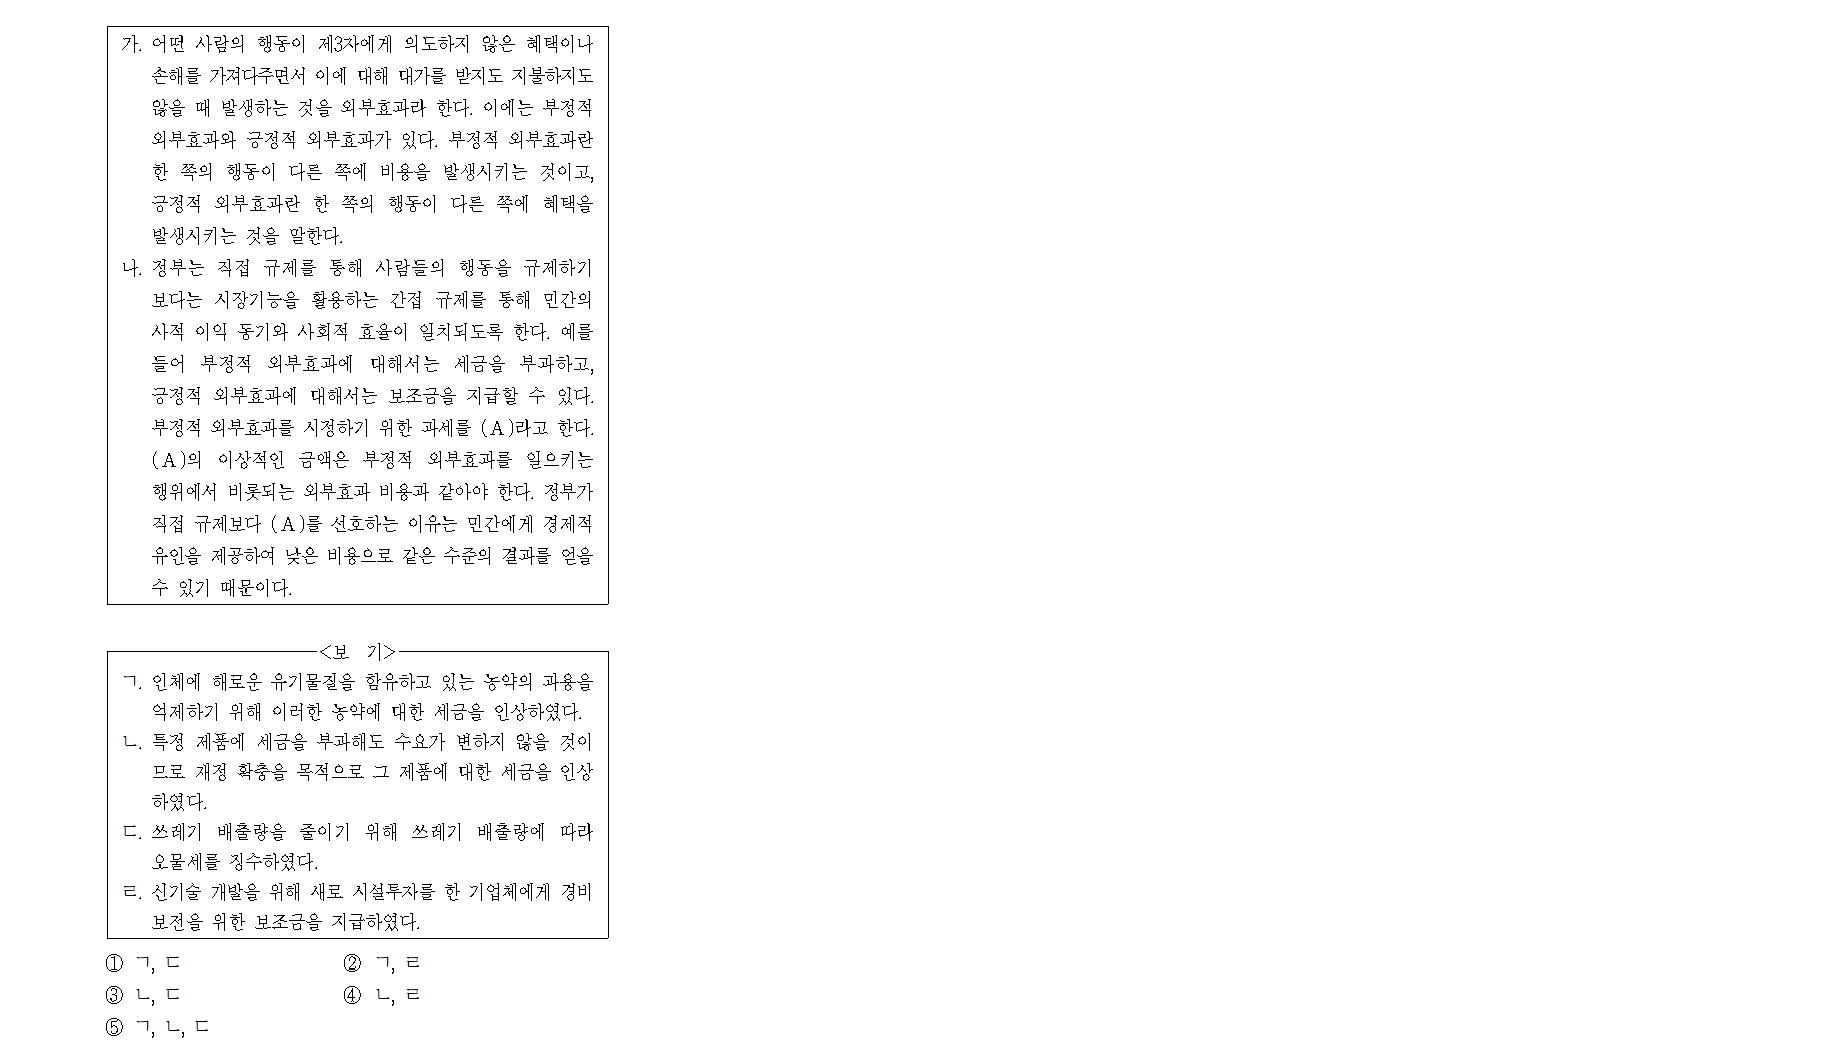 가. 어떤 사람의 행동이 제3자에게 의도하지 않은 혜택이나
손해를 가져다주면서 이에 대해 대가를 받지도 지불하지도
않을 때 발생하는 것을 외부효과라 한다. 이에는 부정적
외부효과와 긍정적 외부효과가 있다. 부정적 외부효과란
한 쪽의 행동이 다른 쪽에 비용을 발생시키는 것이고,
긍정적 외부효과란 한 쪽의 행동이 다른 쪽에 혜택을
발생시키는 것을 말한다.
나. 정부는 직접 규제를 통해 사람들의 행동을 규제하기
보다는 시장기능을 활용하는 간접 규제를 통해 민간의
사적 이익 동기와 사회적 효율이 일치되도록 한다. 예를
들어 부정적 외부효과에 대해서는 세금을 부과하고,
긍정적 외부효과에 대해서는 보조금을 지급할 수 있다.
부정적 외부효과를 시정하기 위한 과세를 (A)라고 한다.
(A)의 이상적인 금액은 부정적 외부효과를 일으키는
행위에서 비롯되는 외부효과 비용과 같아야 한다. 정부가
직접 규제보다 (A)를 선호하는 이유는 민간에게 경제적
유인을 제공하여 낮은 비용으로 같은 수준의 결과를 얻을
수 있기 때문이다.
<보 기>
ㄱ. 인체에 해로운 유기물질을 함유하고 있는 농약의 과용을
억제하기 위해 이러한 농약에 대한 세금을 인상하였다.
ㄴ. 특정 제품에 세금을 부과해도 수요가 변하지 않을 것이
므로 재정 확충을 목적으로 그 제품에 대한 세금을 인상
하였다.
ㄷ. 쓰레기 배출량을 줄이기 위해 쓰레기 배출량에 따라
오물세를 징수하였다.
ㄹ. 신기술 개발을 위해 새로 시설투자를 한 기업체에게 경비
보전을 위한 보조금을 지급하였다.
① ㄱ, ㄷ ② ㄱ, ㄹ
③ ㄴ, ㄷ ④ ㄴ, ㄹ
⑤ ㄱ, ㄴ, ㄷ